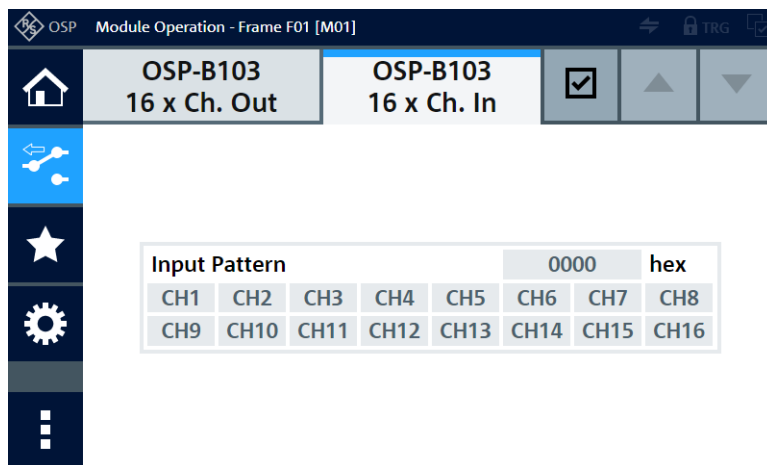 R&S OSP Module Operation - Frame F01 [M01] TRG
OSP-B103
16 x Ch. Out
OSP-B103
16 x Ch. In
Input Pattern 0000 hex
CH1 CH2 CH3 CH4 CH5 CH6 CH7 CH8
CH9 CH10 CH11 CH12 CH13 CH14 CH15 CH16